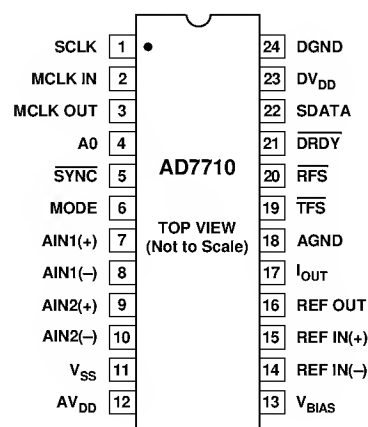 SCLK 1 24 DGND
MCLK IN 2 23 DVDD
MCLK OUT 3 22 SDATA
A0 4 21 DRDY
SYNC 5 AD7710 20 RFS
MODE 6 19 TFS
TOP VIEW
(Not to Scale)
AIN1(+) 7 18 AGND
AIN1(–) 8 17 IOUT
AIN2(+) 9 16 REF OUT
AIN2(–) 10 15 REF IN(+)
VSS 11 14 REF IN(–)
AVDD 12 13 VBIAS